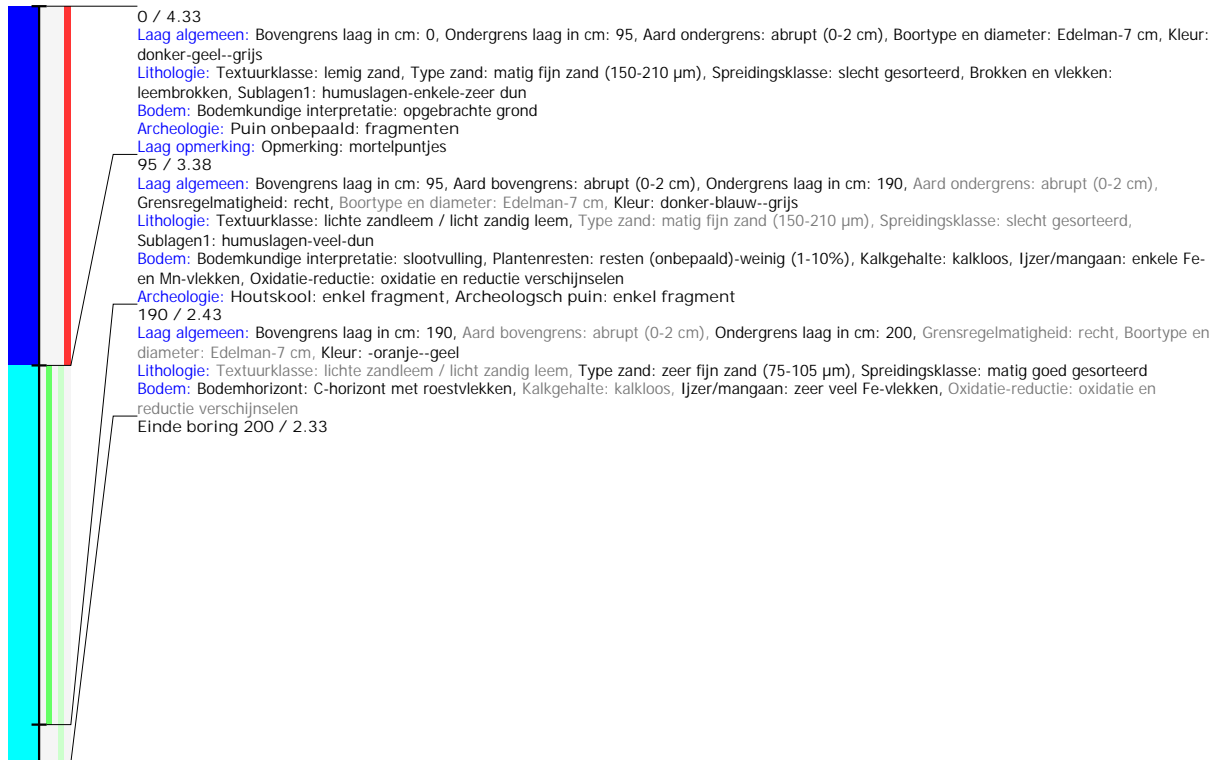 0 / 4.33
Laag algemeen: Bovengrens laag in cm: 0, Ondergrens laag in cm: 95, Aard ondergrens: abrupt (0-2 cm), Boortype en diameter: Edelman-7 cm, Kleur:
donker-geel--grijs
Lithologie: Textuurklasse: lemig zand, Type zand: matig fijn zand (150-210 µm), Spreidingsklasse: slecht gesorteerd, Brokken en vlekken:
leembrokken, Sublagen1: humuslagen-enkele-zeer dun
Bodem: Bodemkundige interpretatie: opgebrachte grond
Archeologie: Puin onbepaald: fragmenten
Laag opmerking: Opmerking: mortelpuntjes
95 / 3.38
Laag algemeen: Bovengrens laag in cm: 95, Aard bovengrens: abrupt (0-2 cm), Ondergrens laag in cm: 190, Aard ondergrens: abrupt (0-2 cm),
Grensregelmatigheid: recht, Boortype en diameter: Edelman-7 cm, Kleur: donker-blauw--grijs
Lithologie: Textuurklasse: lichte zandleem / licht zandig leem, Type zand: matig fijn zand (150-210 µm), Spreidingsklasse: slecht gesorteerd,
Sublagen1: humuslagen-veel-dun
Bodem: Bodemkundige interpretatie: slootvulling, Plantenresten: resten (onbepaald)-weinig (1-10%), Kalkgehalte: kalkloos, Ijzer/mangaan: enkele Fe-
en Mn-vlekken, Oxidatie-reductie: oxidatie en reductie verschijnselen
Archeologie: Houtskool: enkel fragment, Archeologsch puin: enkel fragment
190 / 2.43
Laag algemeen: Bovengrens laag in cm: 190, Aard bovengrens: abrupt (0-2 cm), Ondergrens laag in cm: 200, Grensregelmatigheid: recht, Boortype en
diameter: Edelman-7 cm, Kleur: -oranje--geel
Lithologie: Textuurklasse: lichte zandleem / licht zandig leem, Type zand: zeer fijn zand (75-105 µm), Spreidingsklasse: matig goed gesorteerd
Bodem: Bodemhorizont: C-horizont met roestvlekken, Kalkgehalte: kalkloos, Ijzer/mangaan: zeer veel Fe-vlekken, Oxidatie-reductie: oxidatie en
reductie verschijnselen
Einde boring 200 / 2.33